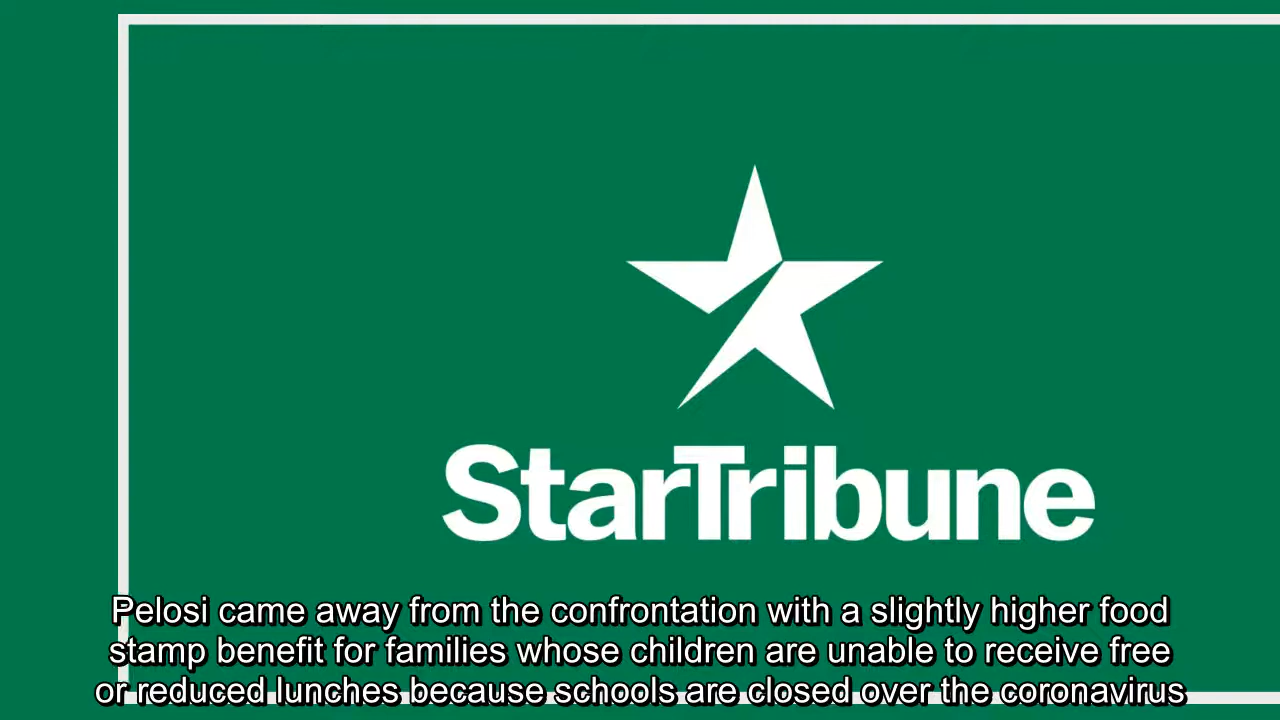 StarTribune
Pelosi came away from the confrontation with a slightly higher food
stamp benefit for families whose children are unable to receive free
or reduced lunches because schools are closed over the coronavirus